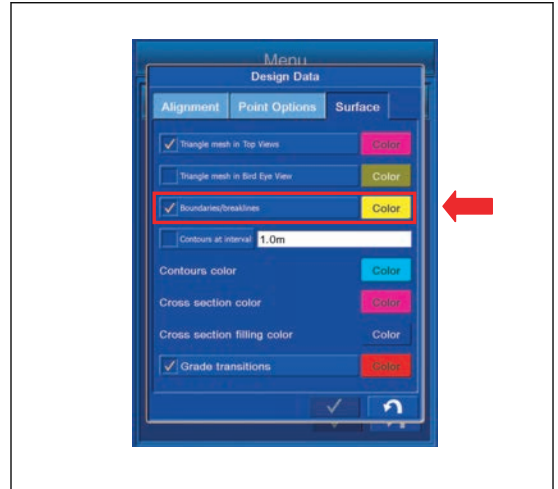 Menu
Design Data
Alignment Point Options Surface
Triangle mesh in Top Views Color
Triangle mesh in Bird Eye View Color
Boundaries/breaklines Color
Contours at interval 1.0m
Contours color Color
Cross section color Color
Cross section filling color Color
Grade transitions Color